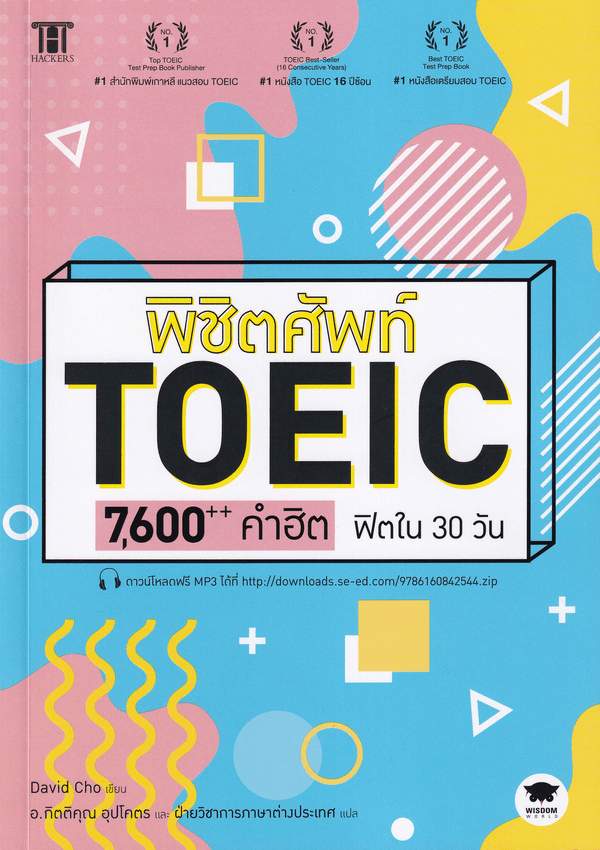 HACKERS
NO.
1
Top TOEIC
Test Prep Book Publisher
#1 สำนักพิมพ์เกาหลี แนวสอบ TOEIC
NO.
1
TOEIC Best-Seller
(16 Consecutive Years)
#1 หนังสือ TOEIC 16 ปีซ้อน
NO.
1
Best TOEIC
Test Prep Book
#1 หนังสือเตรียมสอบ TOEIC
พิชิตศัพท์
TOEIC
7,600++ คำฮิต ฟิตใน 30 วัน
ดาวน์โหลดฟรี MP3 ได้ที่ http://downloads.se-ed.com/9786160842544.zip
David Cho เขียน
อ.กิตติคุณ อุปโคตร และ ฝ่ายวิชาการภาษาต่างประเทศ แปล
WISDOM
WORLD